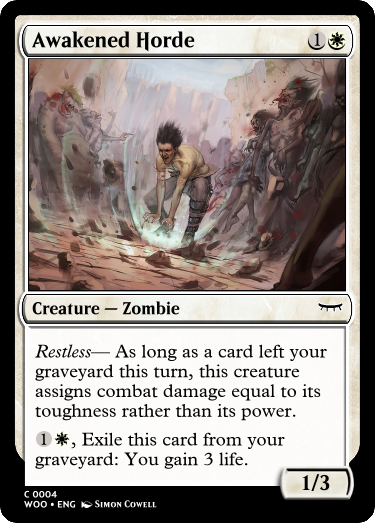 Awakened Horde 1
Creature — Zombie
Restless— As long as a card left your
graveyard this turn, this creature
assigns combat damage equal to its
toughness rather than its power.
1, Exile this card from your
graveyard: You gain 3 life.
1/3
C 0004
WOO • ENG Simon Cowell